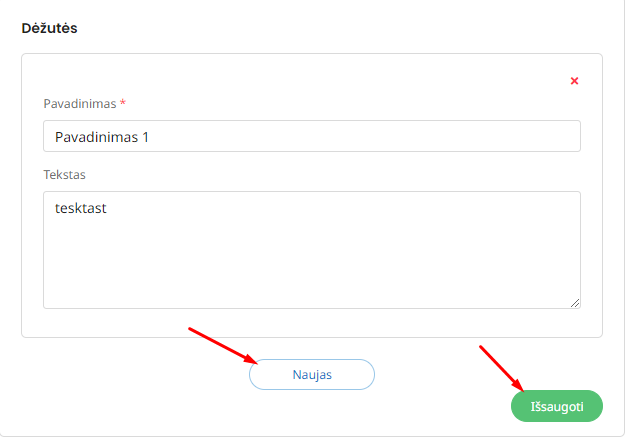 Dėžutės
×
Pavadinimas *
Pavadinimas 1
Tekstas
tesktast
Naujas
Išsaugoti